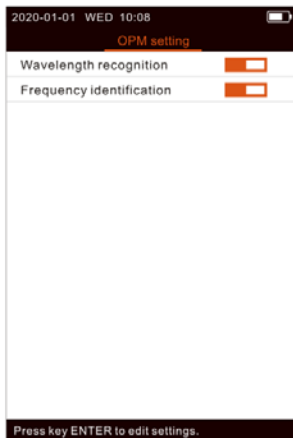 2020-01-01 WED 10:08
OPM setting
Wavelength recognition
Frequency identification
Press key ENTER to edit settings.